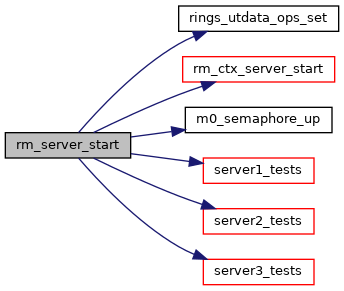 rings_utdata_ops_set
rm_ctx_server_start
m0_semaphore_up
rm_server_start
server1_tests
server2_tests
server3_tests